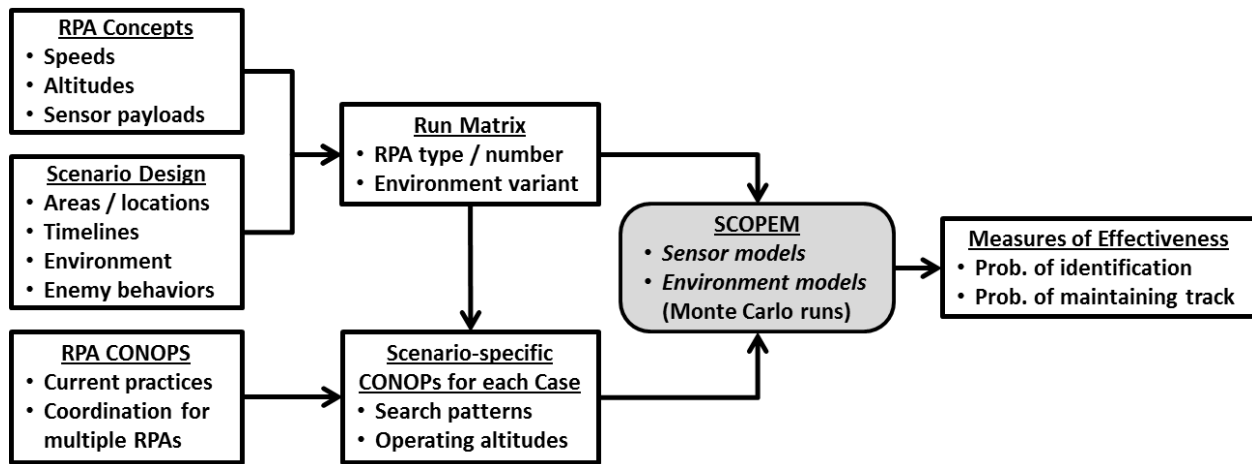 RPA Concepts
• Speeds
• Altitudes
• Sensor payloads
Scenario Design
• Areas / locations
• Timelines
• Environment
• Enemy behaviors
RPA CONOPS
• Current practices
• Coordination for
multiple RPAs
Run Matrix
• RPA type / number
• Environment variant
Scenario-specific
CONOPs for each Case
• Search patterns
• Operating altitudes
SCOPEM
• Sensor models
• Environment models
(Monte Carlo runs)
Measures of Effectiveness
• Prob. of identification
• Prob. of maintaining track